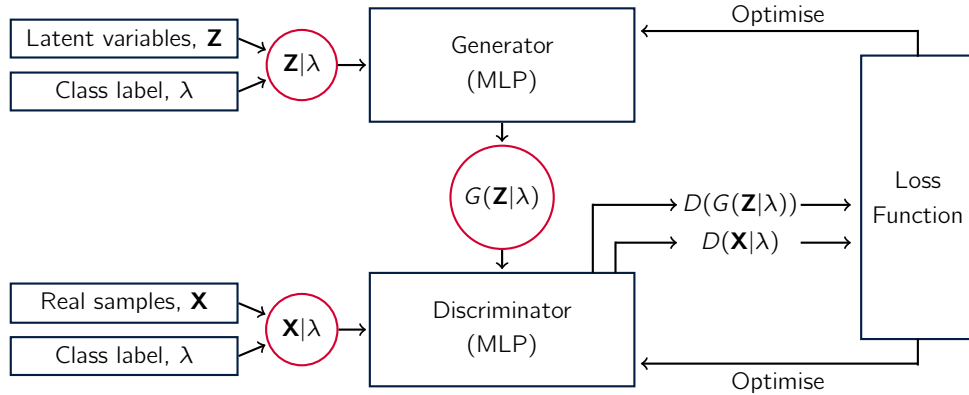 Optimise
Latent variables, Z
Class label, λ
Z|λ
Generator
(MLP)
G(Z|λ)
D(G(Z|λ))
D(X|λ)
Loss
Function
Real samples, X
Class label, λ
X|λ
Discriminator
(MLP)
Optimise